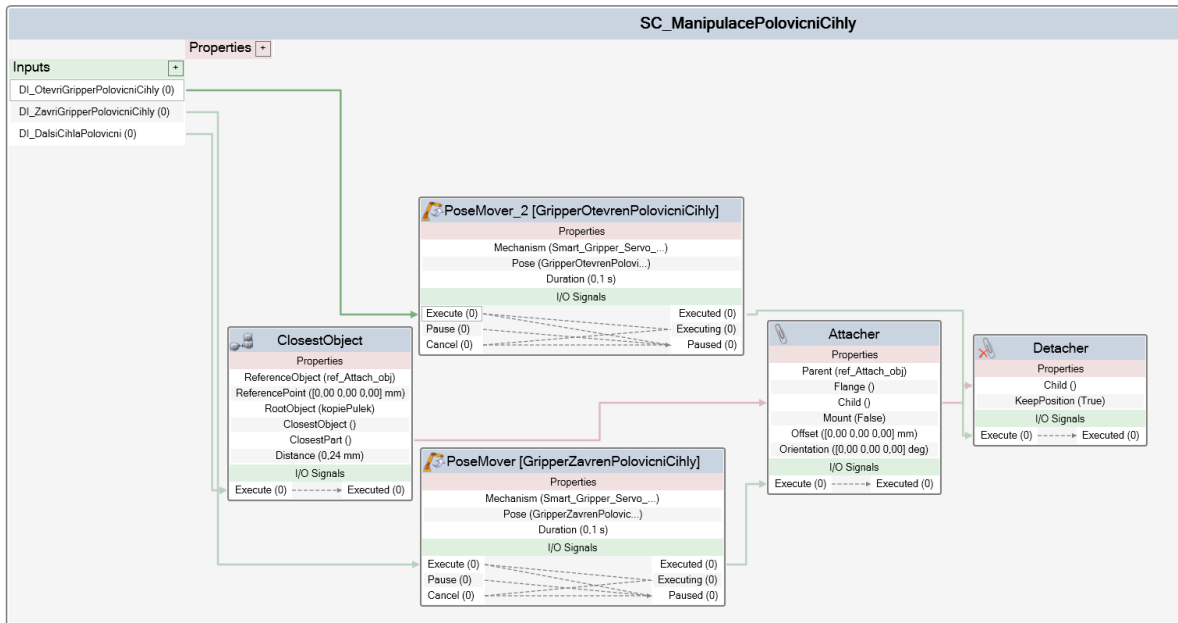 SC_ManipulacePolovicniCihly
Properties +
Inputs +
DI_OtevriGripperPolovicniCihly (0)
DI_ZavriGripperPolovicniCihly (0)
DI_DalsiCihlaPolovicni (0)
PoseMover_2 [GripperOtevrenPolovicniCihly]
Properties
Mechanism (Smart_Gripper_Servo_...)
Pose (GripperOtevrenPolovi...)
Duration (0,1 s)
I/O Signals
Execute (0) Executed (0)
Pause (0) Executing (0)
Cancel (0) Paused (0)
ClosestObject
Properties
ReferenceObject (ref_Attach_obj)
ReferencePoint ([0,00 0,00 0,00] mm)
RootObject (kopiePulek)
ClosestObject ()
ClosestPart ()
Distance (0,24 mm)
I/O Signals
Execute (0) Executed (0)
PoseMover [GripperZavrenPolovicniCihly]
Properties
Mechanism (Smart_Gripper_Servo_...)
Pose (GripperZavrenPolovic...)
Duration (0,1 s)
I/O Signals
Execute (0) Executed (0)
Pause (0) Executing (0)
Cancel (0) Paused (0)
Attacher
Properties
Parent (ref_Attach_obj)
Flange ()
Child ()
Mount (False)
Offset ([0,00 0,00 0,00] mm)
Orientation ([0,00 0,00 0,00] deg)
I/O Signals
Execute (0) Executed (0)
Detacher
Properties
Child ()
KeepPosition (True)
I/O Signals
Execute (0) Executed (0)